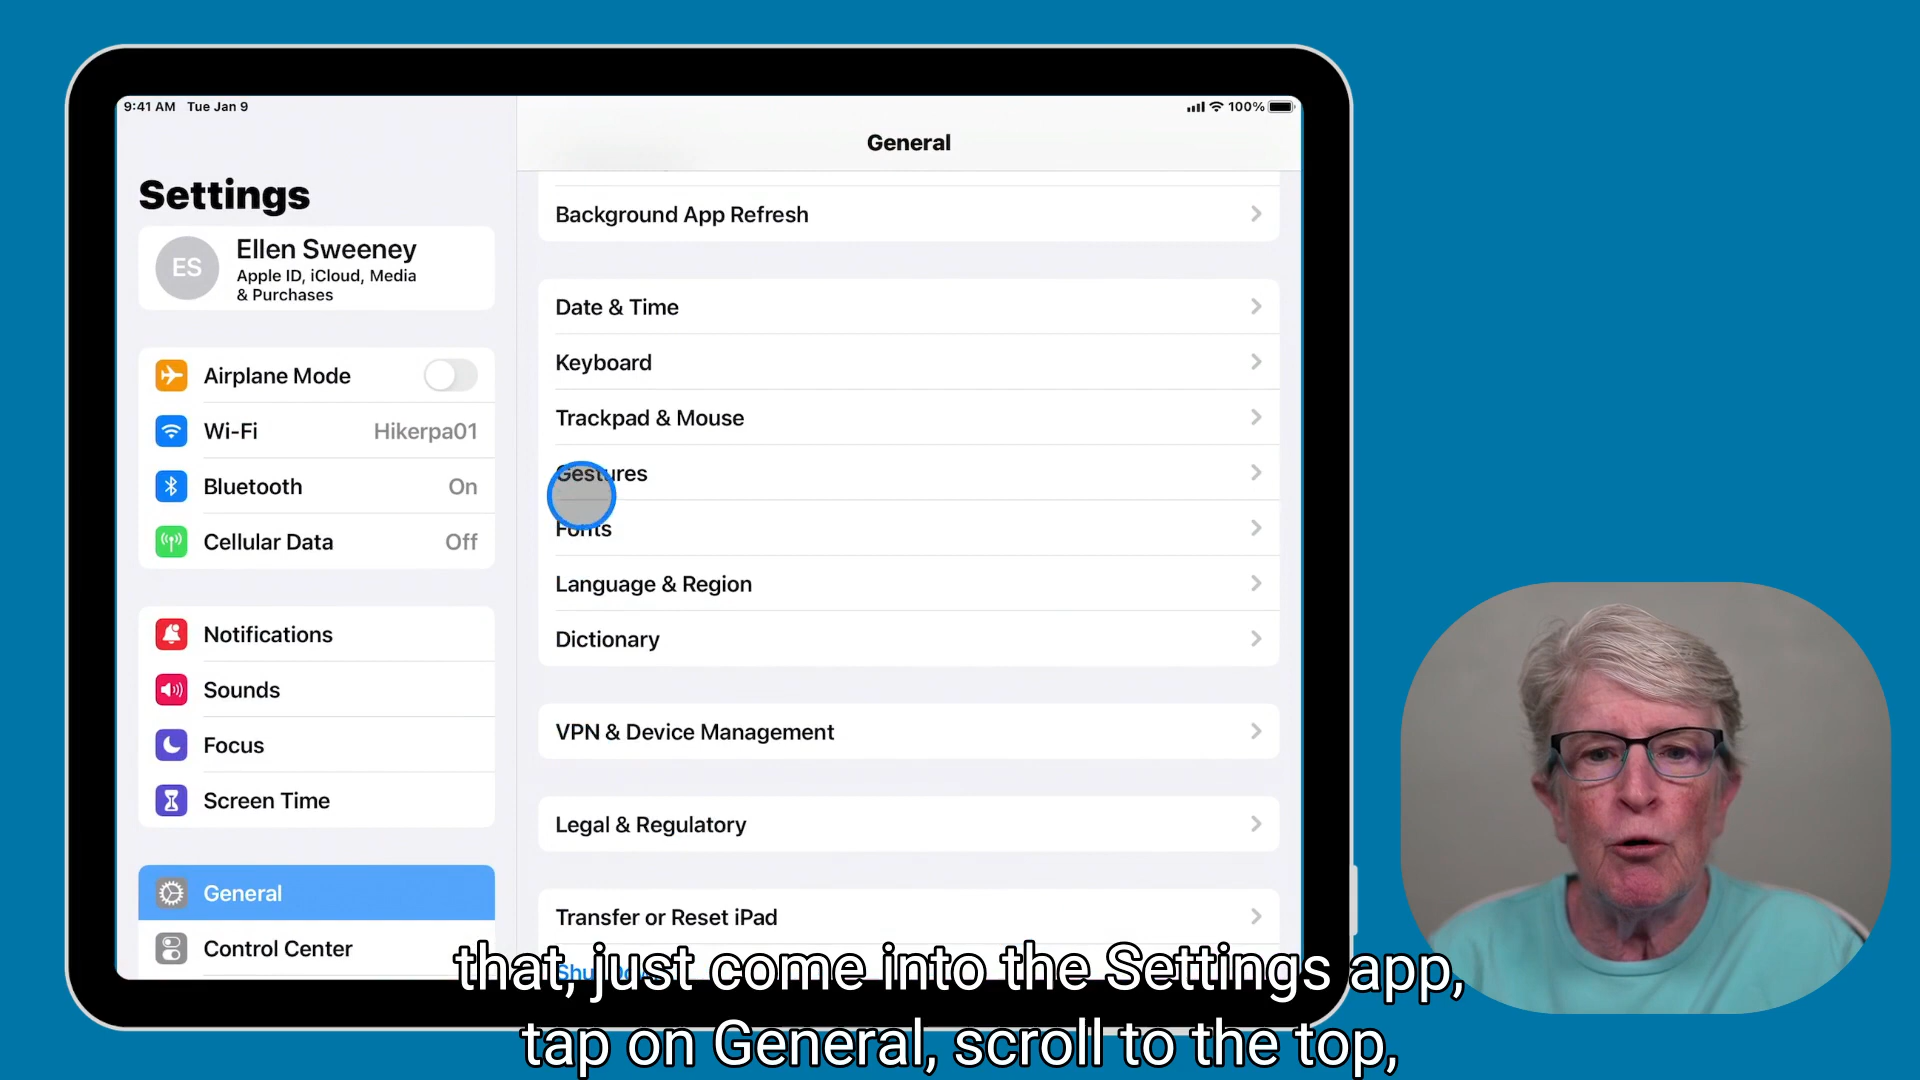 9:41 AM Tue Jan 9
100%
Settings
General
ES
Ellen Sweeney
Apple ID, iCloud, Media
& Purchases
Airplane Mode
Wi-Fi Hikerpa01
Bluetooth On
Cellular Data Off
Notifications
Sounds
Focus
Screen Time
General
Control Center
Background App Refresh
Date & Time
Keyboard
Trackpad & Mouse
Gestures
Fonts
Language & Region
Dictionary
VPN & Device Management
Legal & Regulatory
Transfer or Reset iPad
that, just come into the Settings app,
tap on General, scroll to the top,